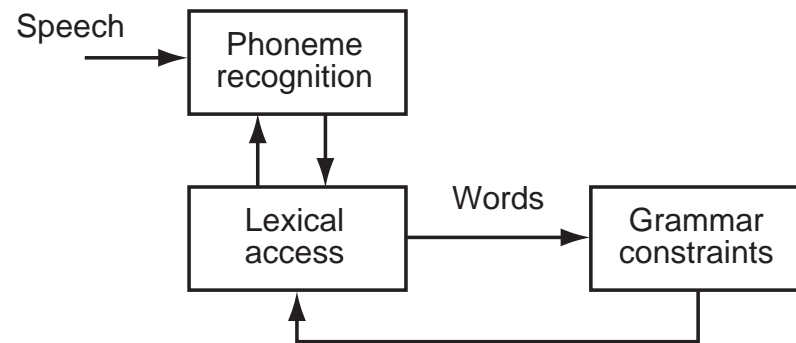 Speech
Phoneme
recognition
Lexical
access
Words
Grammar
constraints